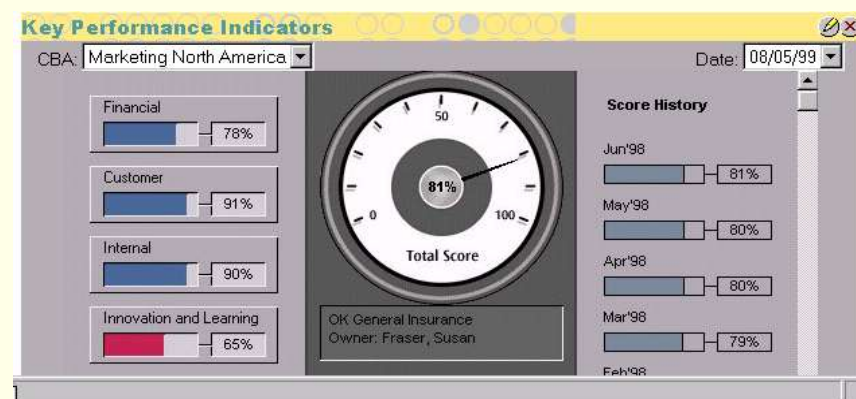 Key Performance Indicators
CBA: Marketing North America
Date: 08/05/99
Financial
78%
Customer
91%
Internal
90%
Innovation and Learning
65%
50
81%
0
100
Total Score
OK General Insurance
Owner: Fraser, Susan
Score History
Jun'98
81%
May'98
80%
Apr'98
80%
Mar'98
79%
Feb'98